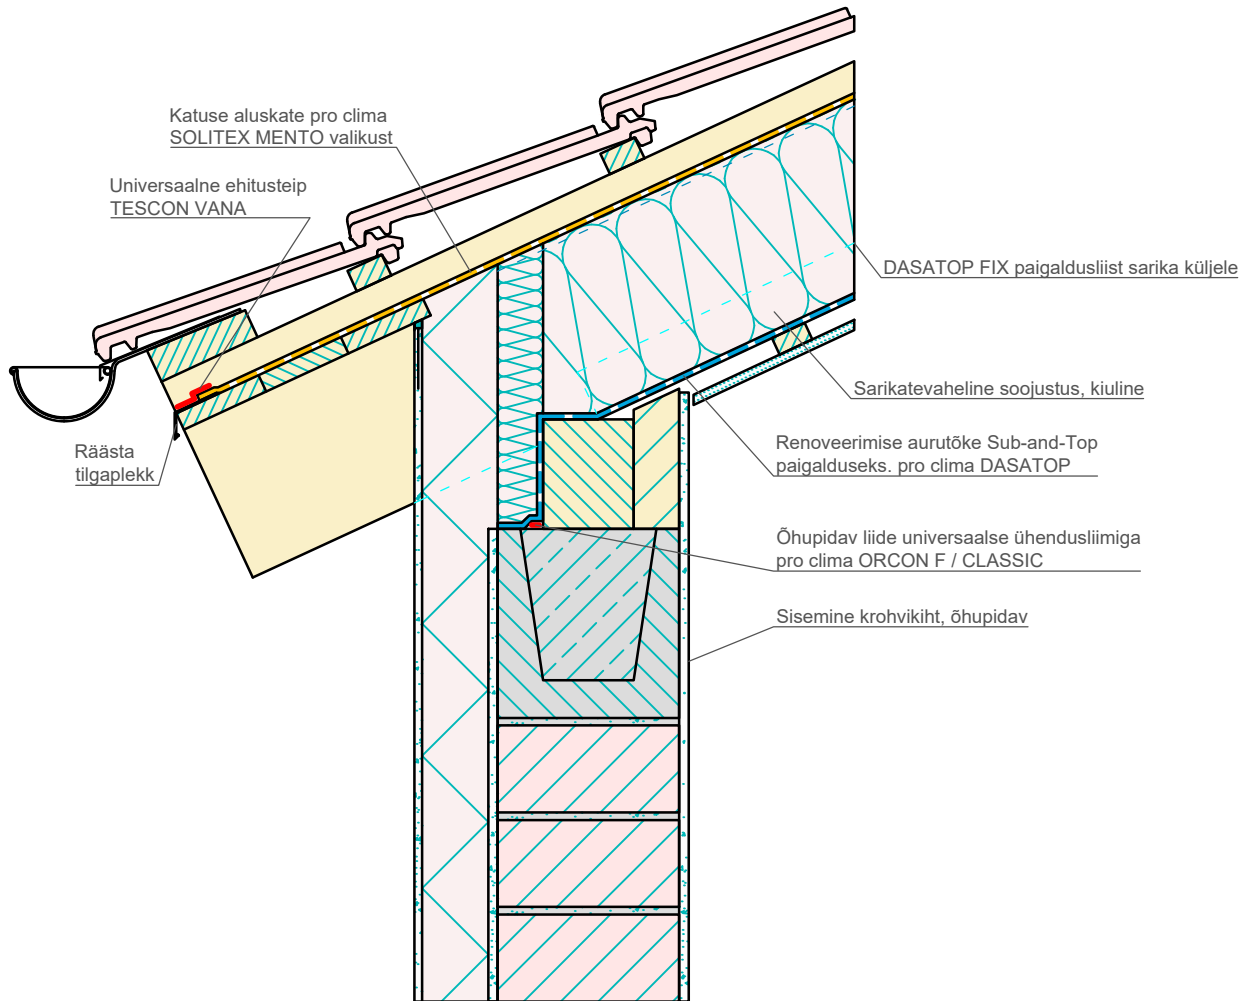 Katuse aluskate pro clima
SOLITEX MENTO valikust
Universaalne ehitusteip
TESCON VANA
DASATOP FIX paigaldusliist sarika küljele
Sarikatevaheline soojustus, kiuline
Räästa
tilgaplekk
Renoveerimise aurutõke Sub-and-Top
paigalduseks. pro clima DASATOP
Õhupidav liide universaalse ühendusliimiga
pro clima ORCON F / CLASSIC
Sisemine krohvikiht, õhupidav